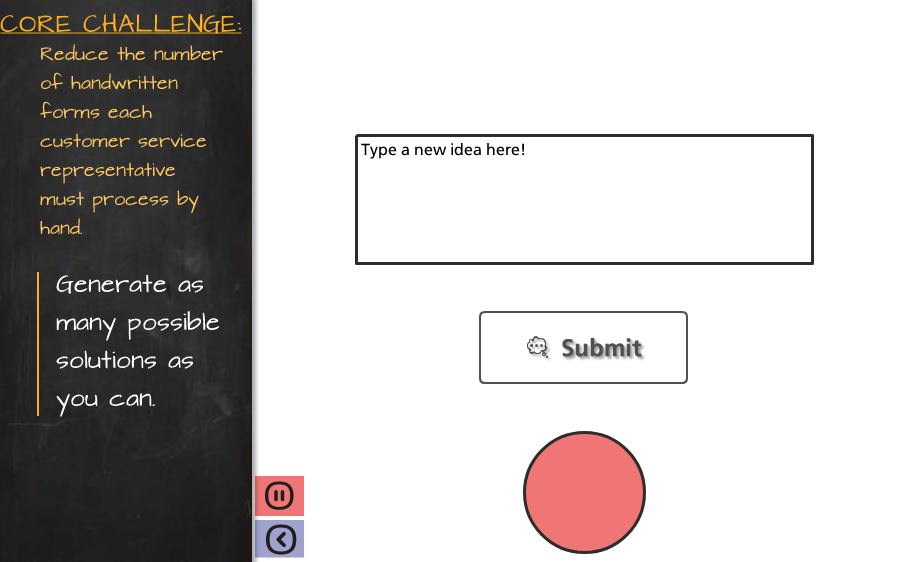 CORE CHALLENGE:
Reduce the number
of handwritten
forms each
customer service
representative
must process by
hand.
Generate as
many possible
solutions as
you can.
Type a new idea here!
Submit